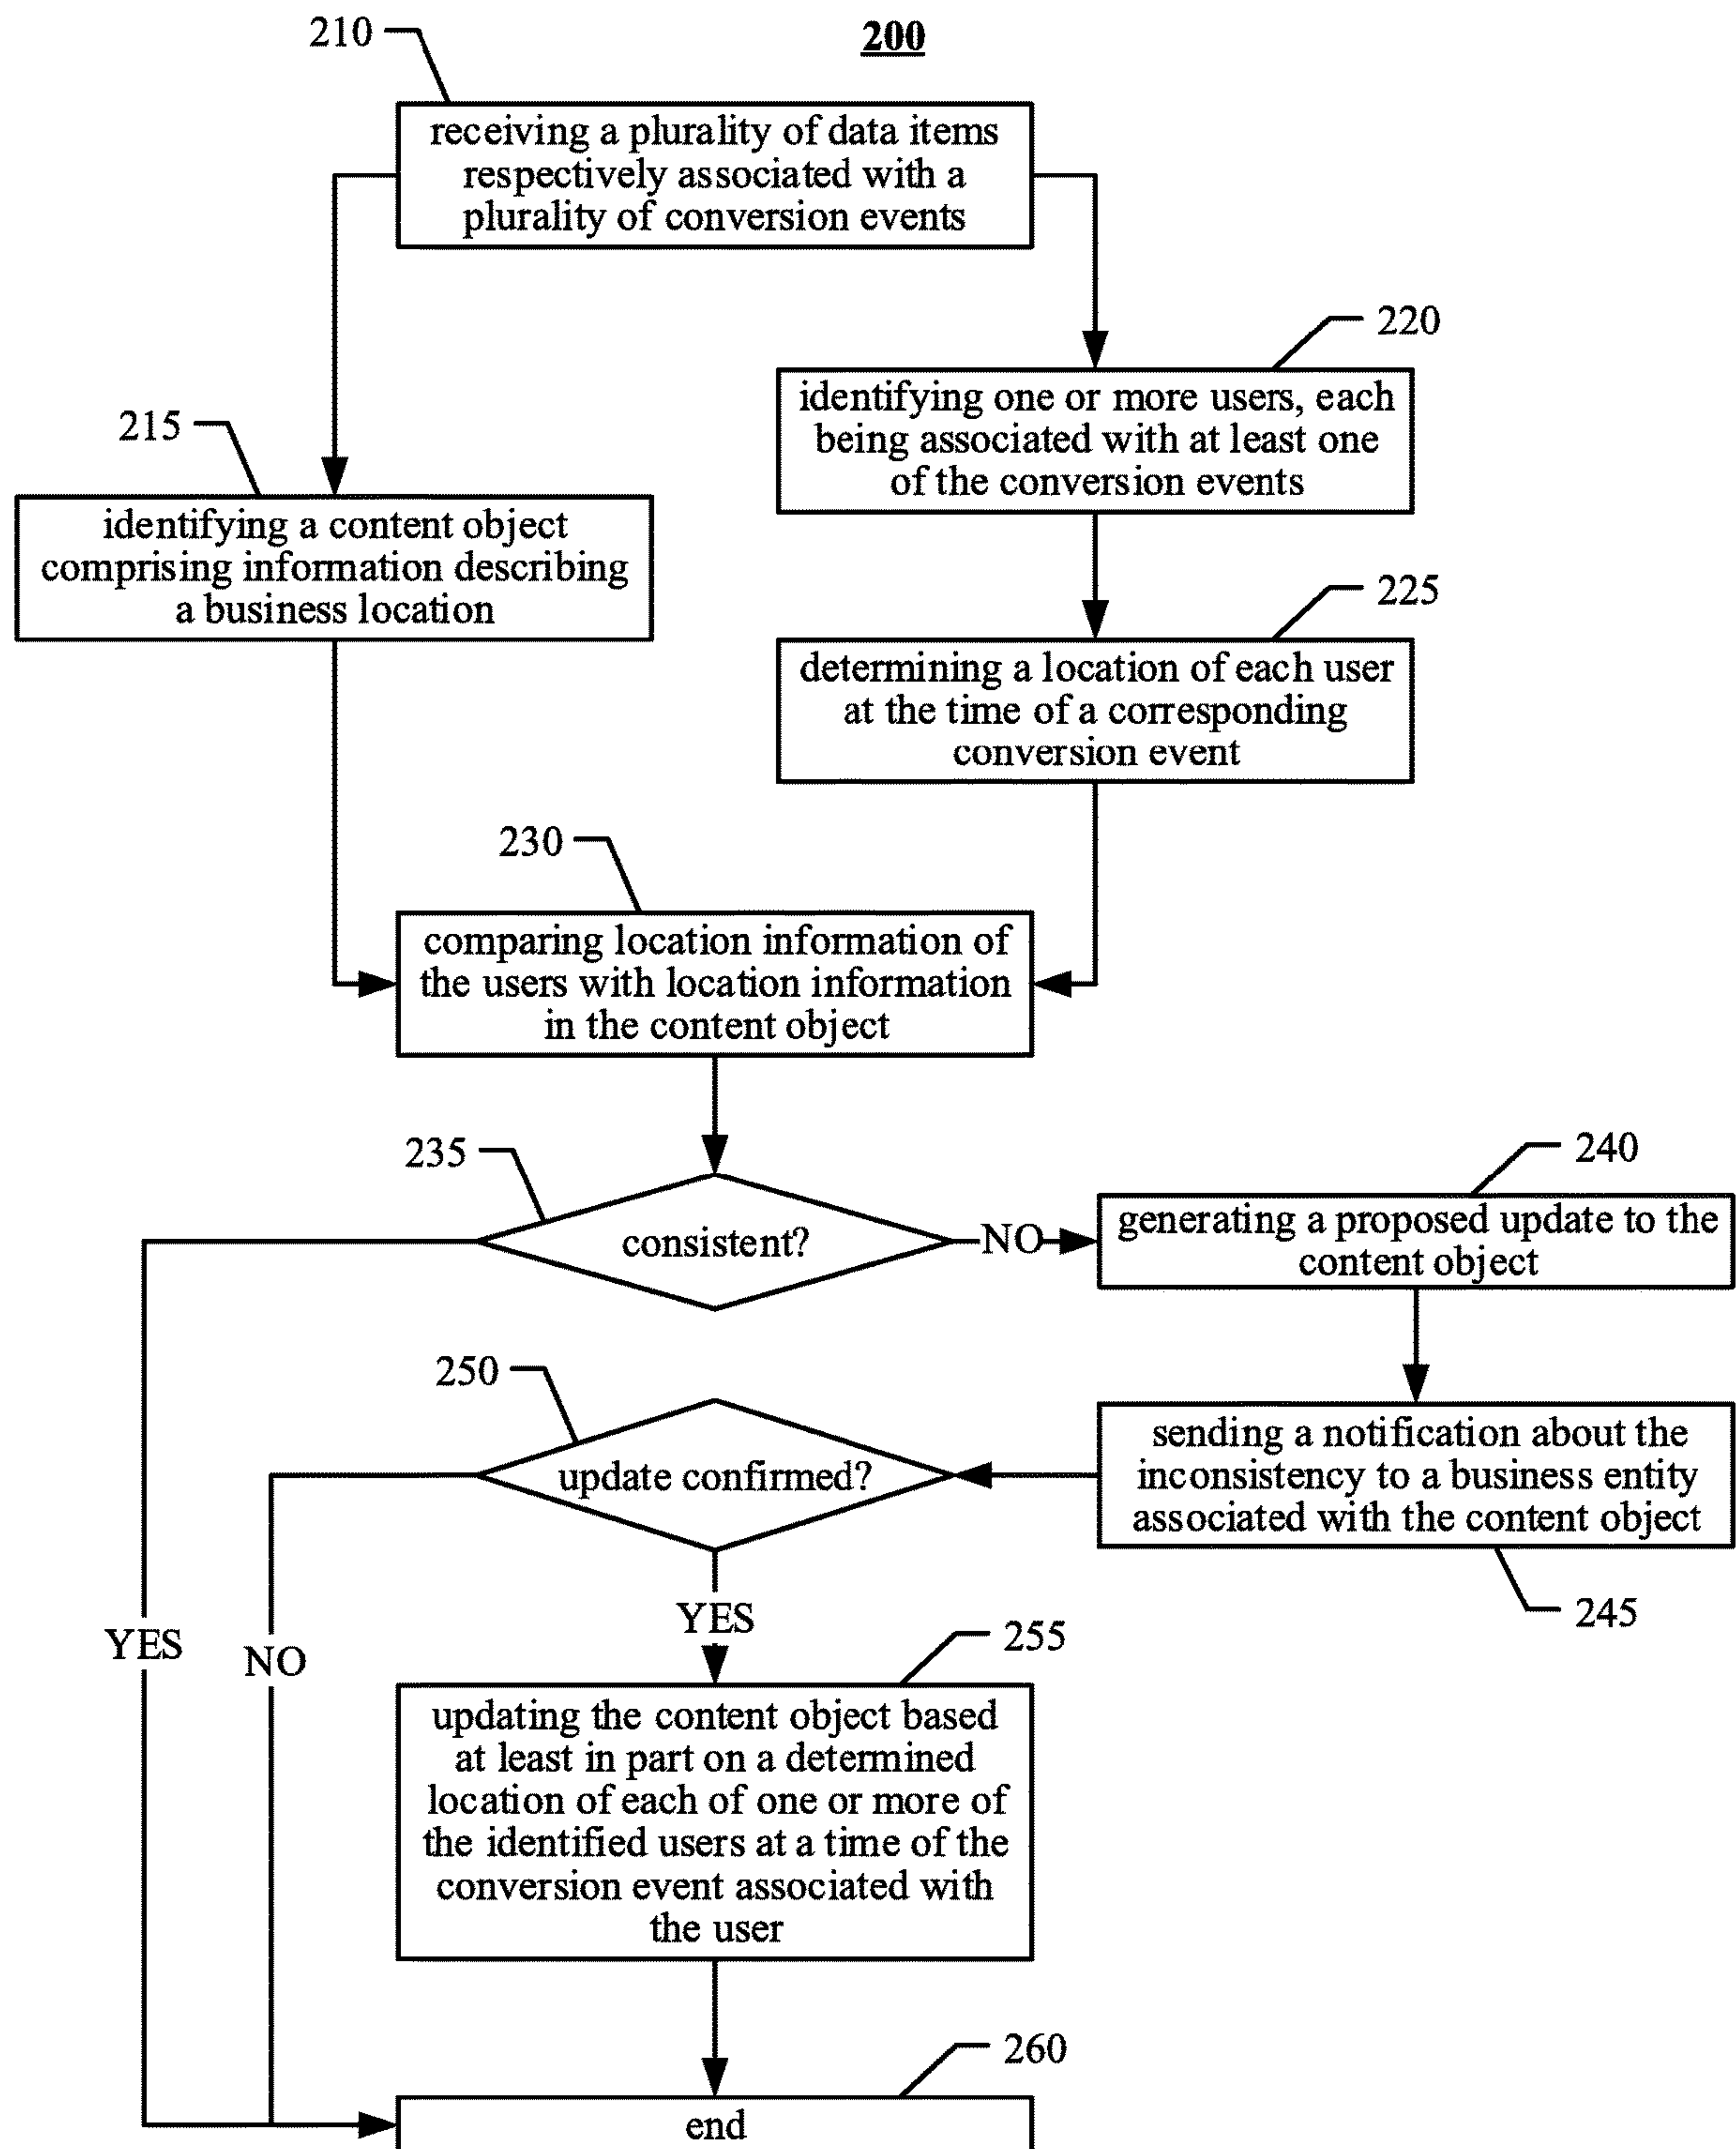 200
210
receiving a plurality of data items
respectively associated with a
plurality of conversion events
220
identifying one or more users, each
being associated with at least one
of the conversion events
215
identifying a content object
comprising information describing
a business location
225
determining a location of each user
at the time of a corresponding
conversion event
230
comparing location information of
the users with location information
in the content object
235
consistent?
NO
240
generating a proposed update to the
content object
250
update confirmed?
sending a notification about the
inconsistency to a business entity
associated with the content object
245
YES
NO
YES
255
updating the content object based
at least in part on a determined
location of each of one or more of
the identified users at a time of the
conversion event associated with
the user
260
end